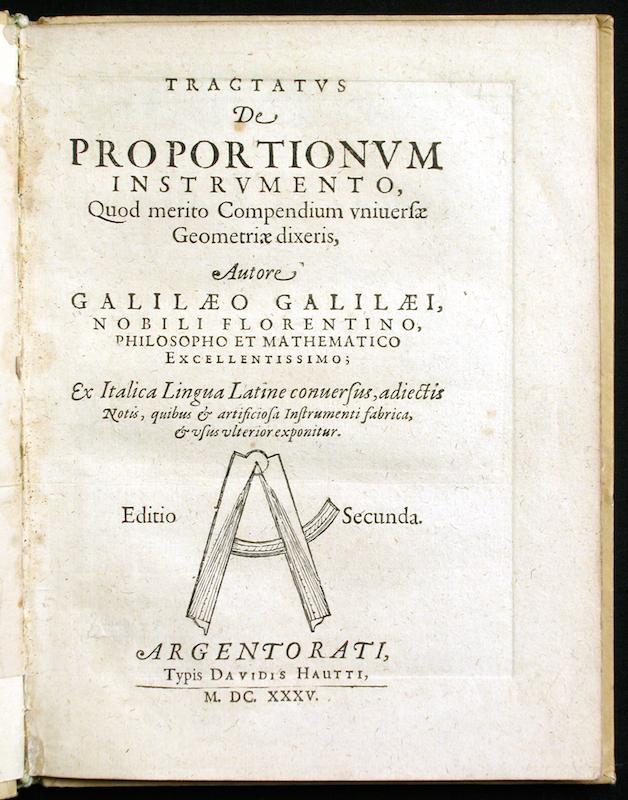 TRACTATVS
De
PROPORTIONVM
INSTRVMENTO,
Quod merito Compendium vniuerſæ
Geometriæ dixeris,
Autore
GALILÆO GALILÆI,
NOBILI FLORENTINO,
PHILOSOPHO ET MATHEMATICO
EXCELLENTISSIMO;
Ex Italica Lingua Latine conuerſus, adiectis
Notis, quibus & artificioſa Inſtrumenti fabrica,
& vſus vlterior exponitur.
Editio Secunda.
ARGENTORATI,
Typis DAVIDIS HAUTTI,
M. DC. XXXV.